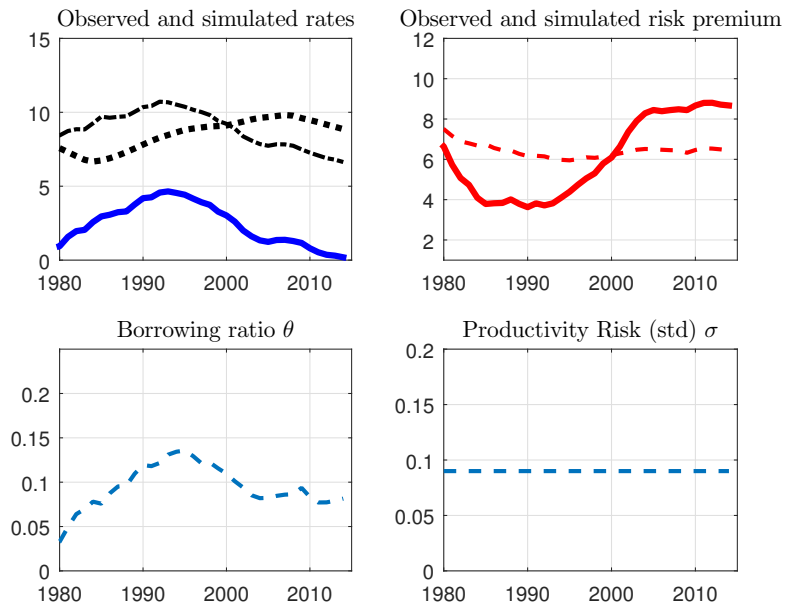 Observed and simulated rates
15
10
5
0
1980 1990 2000 2010
Observed and simulated risk premium
12
10
8
6
4
2
1980 1990 2000 2010
Borrowing ratio θ
0.2
0.15
0.1
0.05
0
1980 1990 2000 2010
Productivity Risk (std) σ
0.2
0.15
0.1
0.05
0
1980 1990 2000 2010